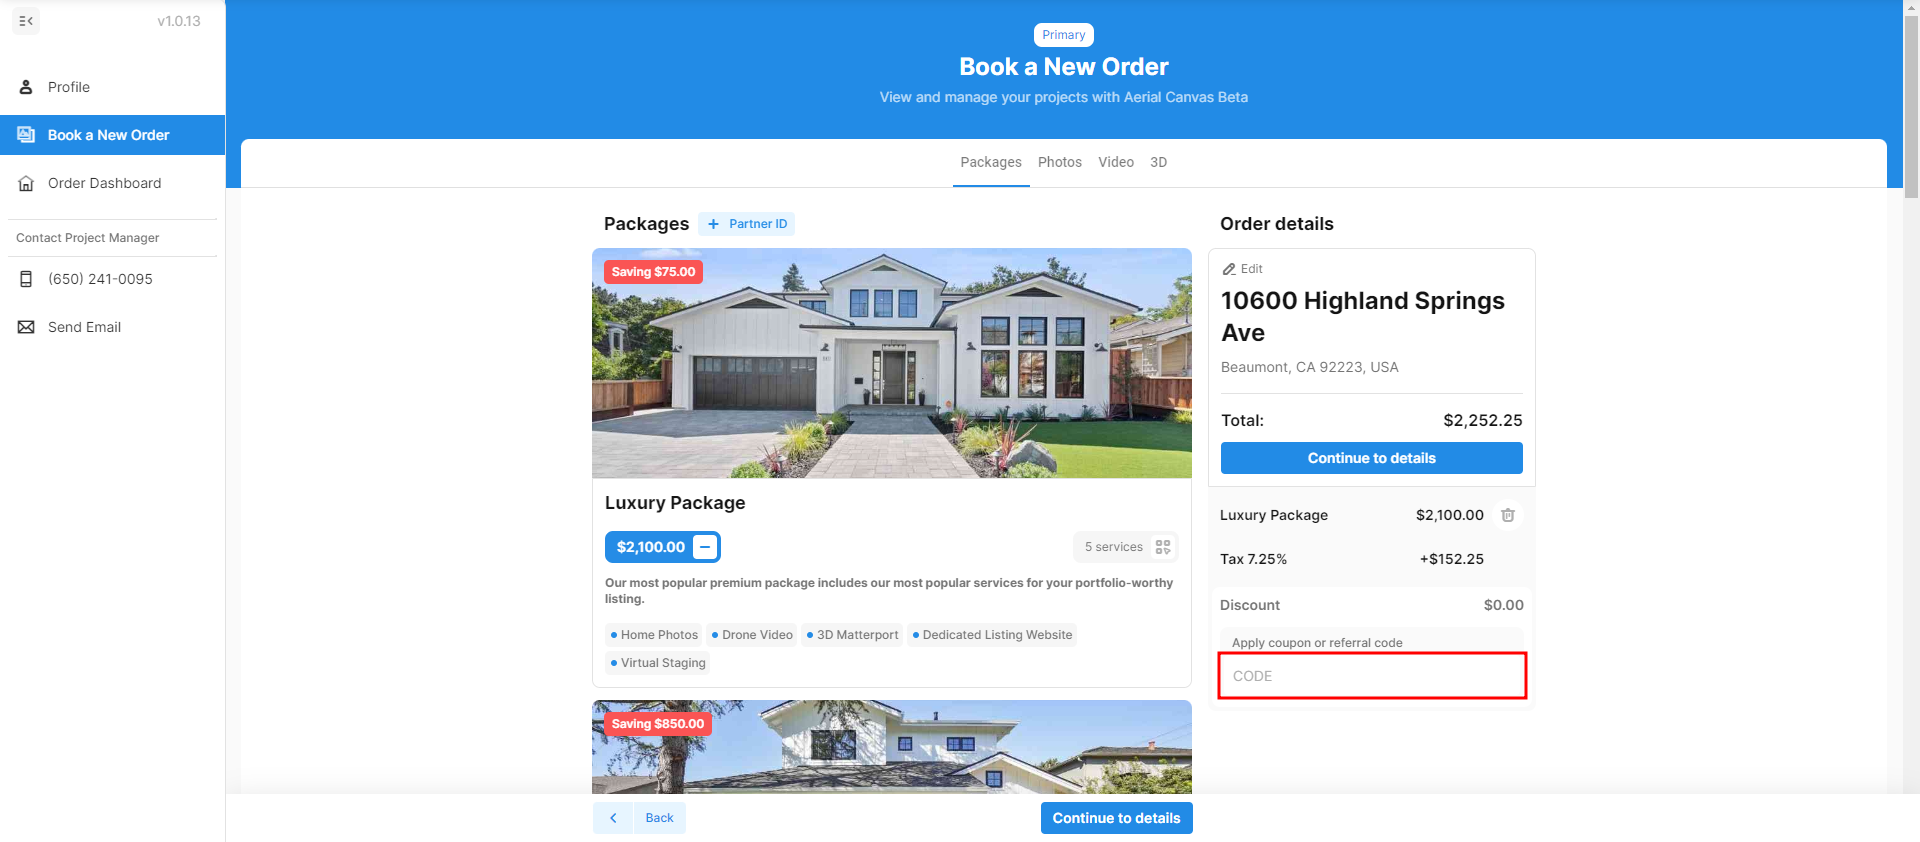 v1.0.13
Profile
Book a New Order
Order Dashboard
Contact Project Manager
(650) 241-0095
Send Email
Primary
Book a New Order
View and manage your projects with Aerial Canvas Beta
Packages Photos Video 3D
Packages
+ Partner ID
Saving $75.00
Luxury Package
$2,100.00
5 services
Our most popular premium package includes our most popular services for your portfolio-worthy
listing.
Home Photos
Drone Video
3D Matterport
Dedicated Listing Website
Virtual Staging
Saving $850.00
Order details
Edit
10600 Highland Springs
Ave
Beaumont, CA 92223, USA
Total: $2,252.25
Continue to details
Luxury Package $2,100.00
Tax 7.25% +$152.25
Discount $0.00
Apply coupon or referral code
CODE
Back
Continue to details